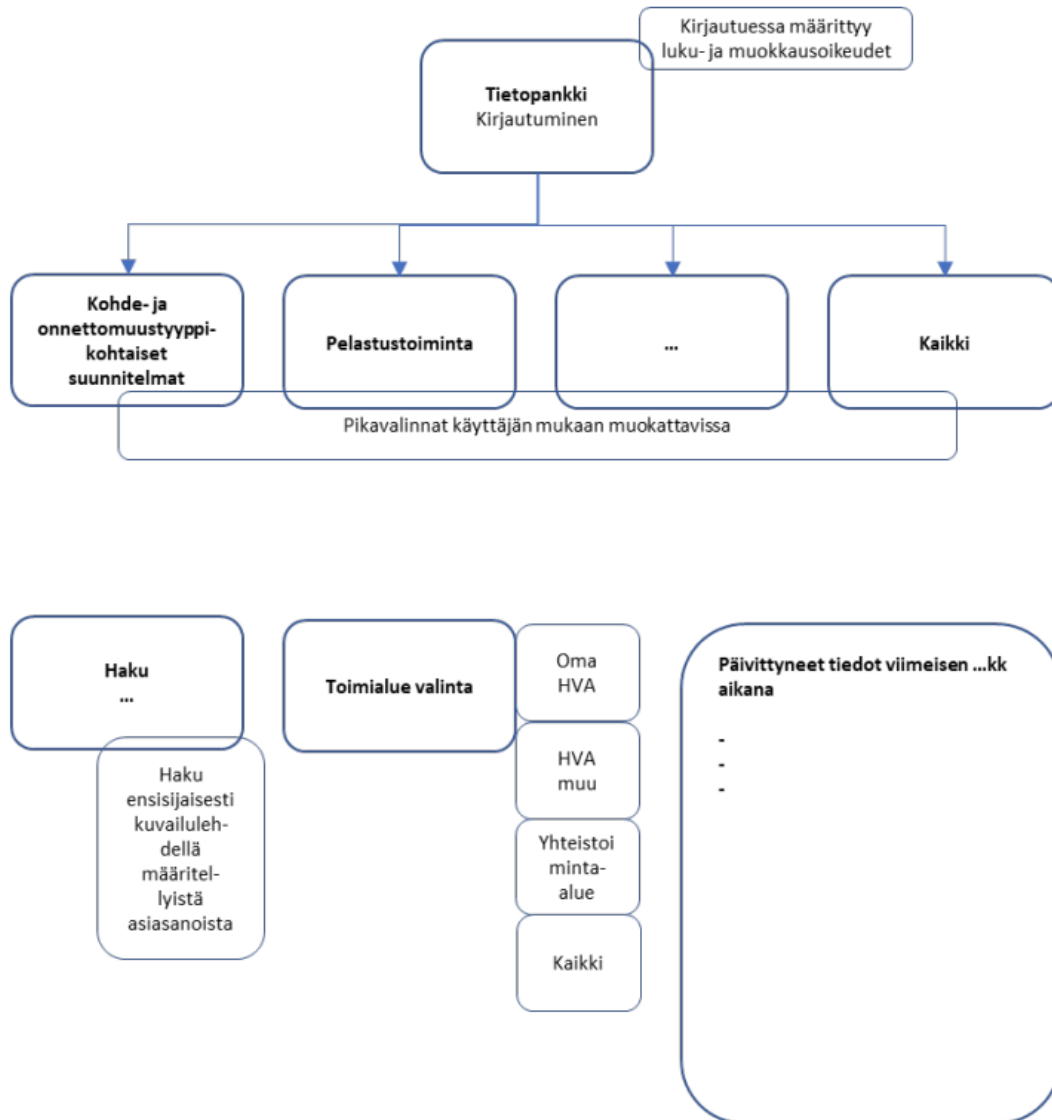 Kirjautuessa määrittyy
luku- ja muokkausoikeudet
Tietopankki
Kirjautuminen
Kohde- ja
onnettomuustyyppi-
kohtaiset
suunnitelmat
Pelastustoiminta
...
Kaikki
Pikavalinnat käyttäjän mukaan muokattavissa
Haku
...
Haku
ensisijaisesti
kuvailuleh-
dellä
määritel-
lyistä
asiasanoista
Toimialue valinta
Oma
HVA
HVA
muu
Yhteistoi
minta-
alue
Kaikki
Päivittyneet tiedot viimeisen ...kk
aikana
-
-
-